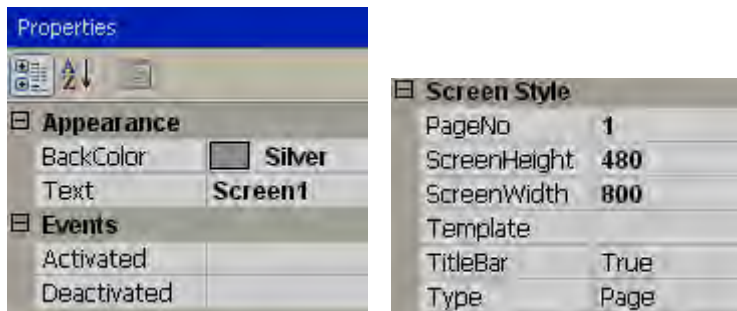 Properties
Appearance
BackColor Silver
Text Screen1
Events
Activated
Deactivated
Screen Style
PageNo 1
ScreenHeight 480
ScreenWidth 800
Template
TitleBar True
Type Page